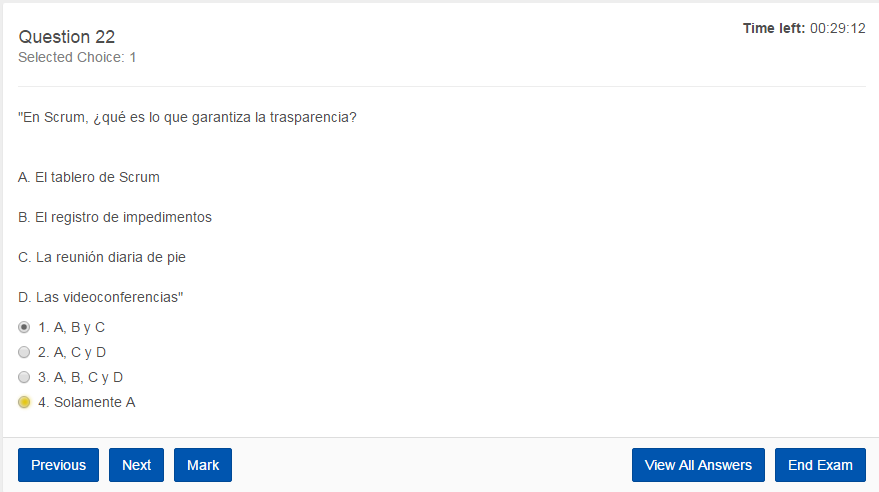 Question 22
Time left: 00:29:12
Selected Choice: 1
"En Scrum, ¿qué es lo que garantiza la trasparencia?
A. El tablero de Scrum
B. El registro de impedimentos
C. La reunión diaria de pie
D. Las videoconferencias"
1. A, B y C
2. A, C y D
3. A, B, C y D
4. Solamente A
Previous Next Mark View All Answers End Exam